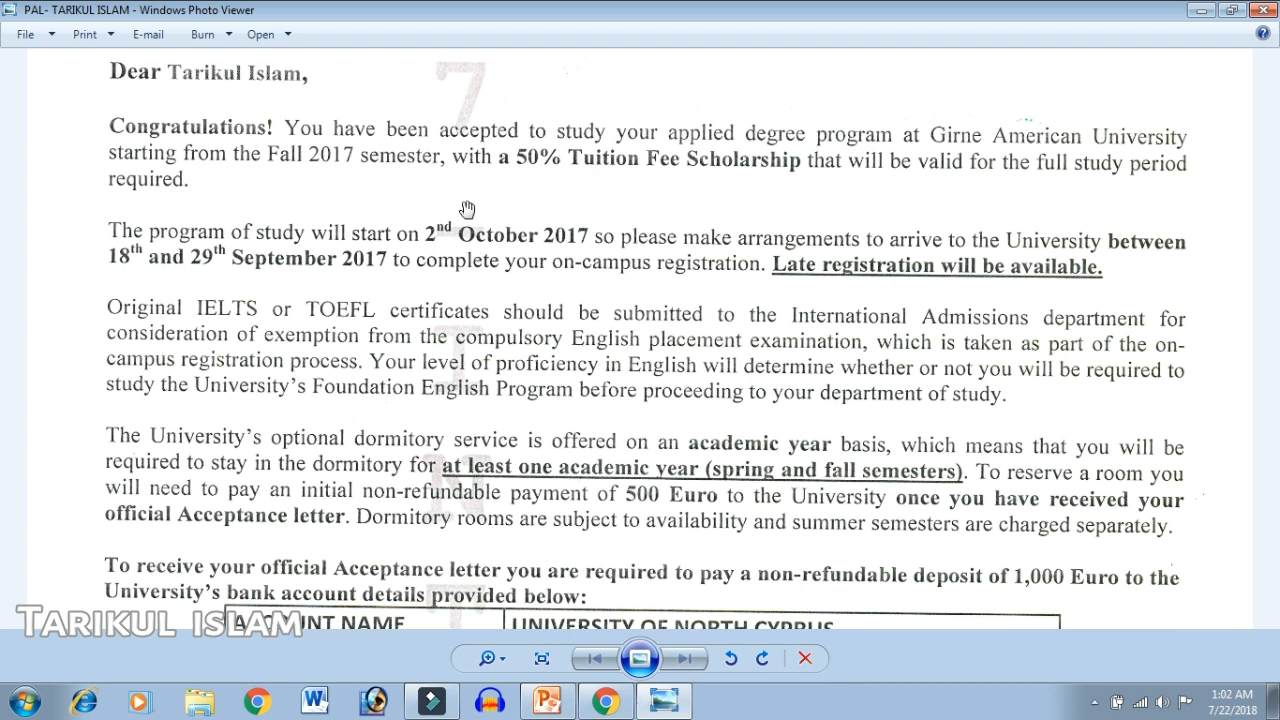 PAL- TARIKUL ISLAM - Windows Photo Viewer
File Print E-mail Burn Open
Dear Tarikul Islam,
7
Congratulations! You have been accepted to study your applied degree program at Girne American University
starting from the Fall 2017 semester, with a 50% Tuition Fee Scholarship that will be valid for the full study period
required.
The program of study will start on 2nd October 2017 so please make arrangements to arrive to the University between
18th and 29th September 2017 to complete your on-campus registration. Late registration will be available.
Original IELTS or TOEFL certificates should be submitted to the International Admissions department for
consideration of exemption from the compulsory English placement examination, which is taken as part of the on-
campus registration process. Your level of proficiency in English will determine whether or not you will be required to
study the University's Foundation English Program before proceeding to your department of study.
The University's optional dormitory service is offered on an academic year basis, which means that you will be
required to stay in the dormitory for at least one academic year (spring and fall semesters). To reserve a room you
will need to pay an initial non-refundable payment of 500 Euro to the University once you have received your
official Acceptance letter. Dormitory rooms are subject to availability and summer semesters are charged separately.
To receive your official Acceptance letter you are required to pay a non-refundable deposit of 1,000 Euro to the
University's bank account details provided below:
ACCOUNT NAME UNIVERSITY OF NORTH CYPRUS
TARIKUL ISLAM
1:02 AM
7/22/2018